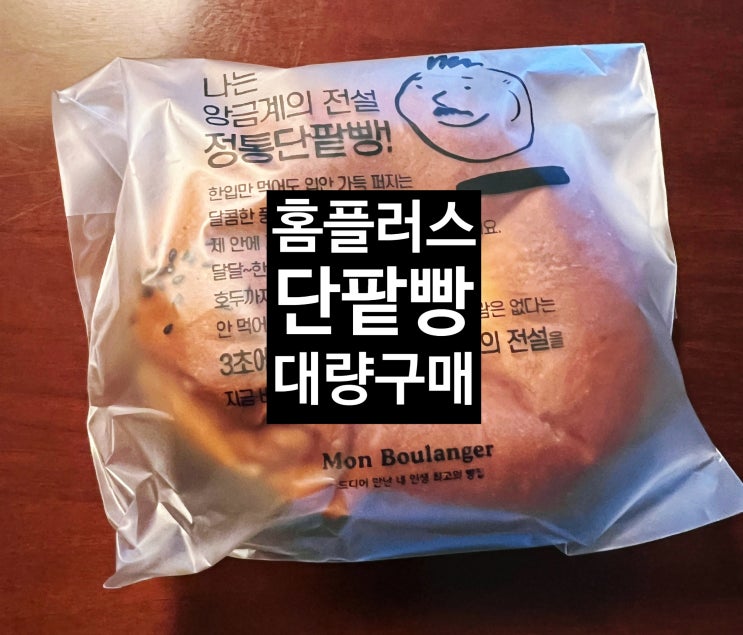 나는
앙금계의 전설
정통단팥빵!
한입만 먹어도 입안 가득 퍼지는
달콤한
제 안에
달달~한
호두까지
안 먹어
없다는
3초에
의 전설을
홈플러스
단팥빵
대량구매
Mon Boulanger
드디어 만난 내 인생 최고의 빵집